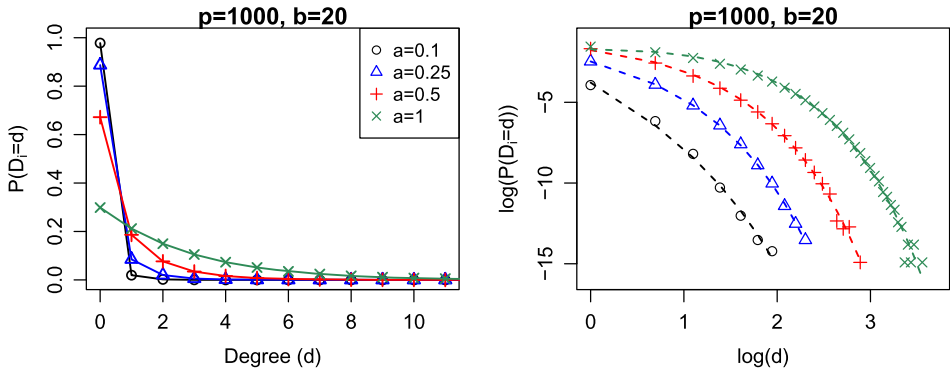 p=1000, b=20
P(D_i=d)
1.0
0.8
0.6
0.4
0.2
0.0
a=0.1
a=0.25
a=0.5
a=1
0 2 4 6 8 10
Degree (d)
p=1000, b=20
log(P(D_i=d))
−5
−10
−15
0 1 2 3
log(d)